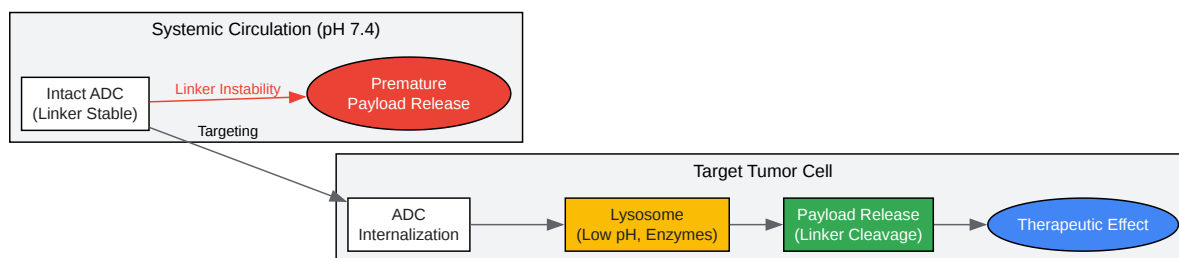 Systemic Circulation (pH 7.4)
Intact ADC
(Linker Stable)
Linker Instability
Premature
Payload Release
Targeting
Target Tumor Cell
ADC
Internalization
Lysosome
(Low pH, Enzymes)
Payload Release
(Linker Cleavage)
Therapeutic Effect